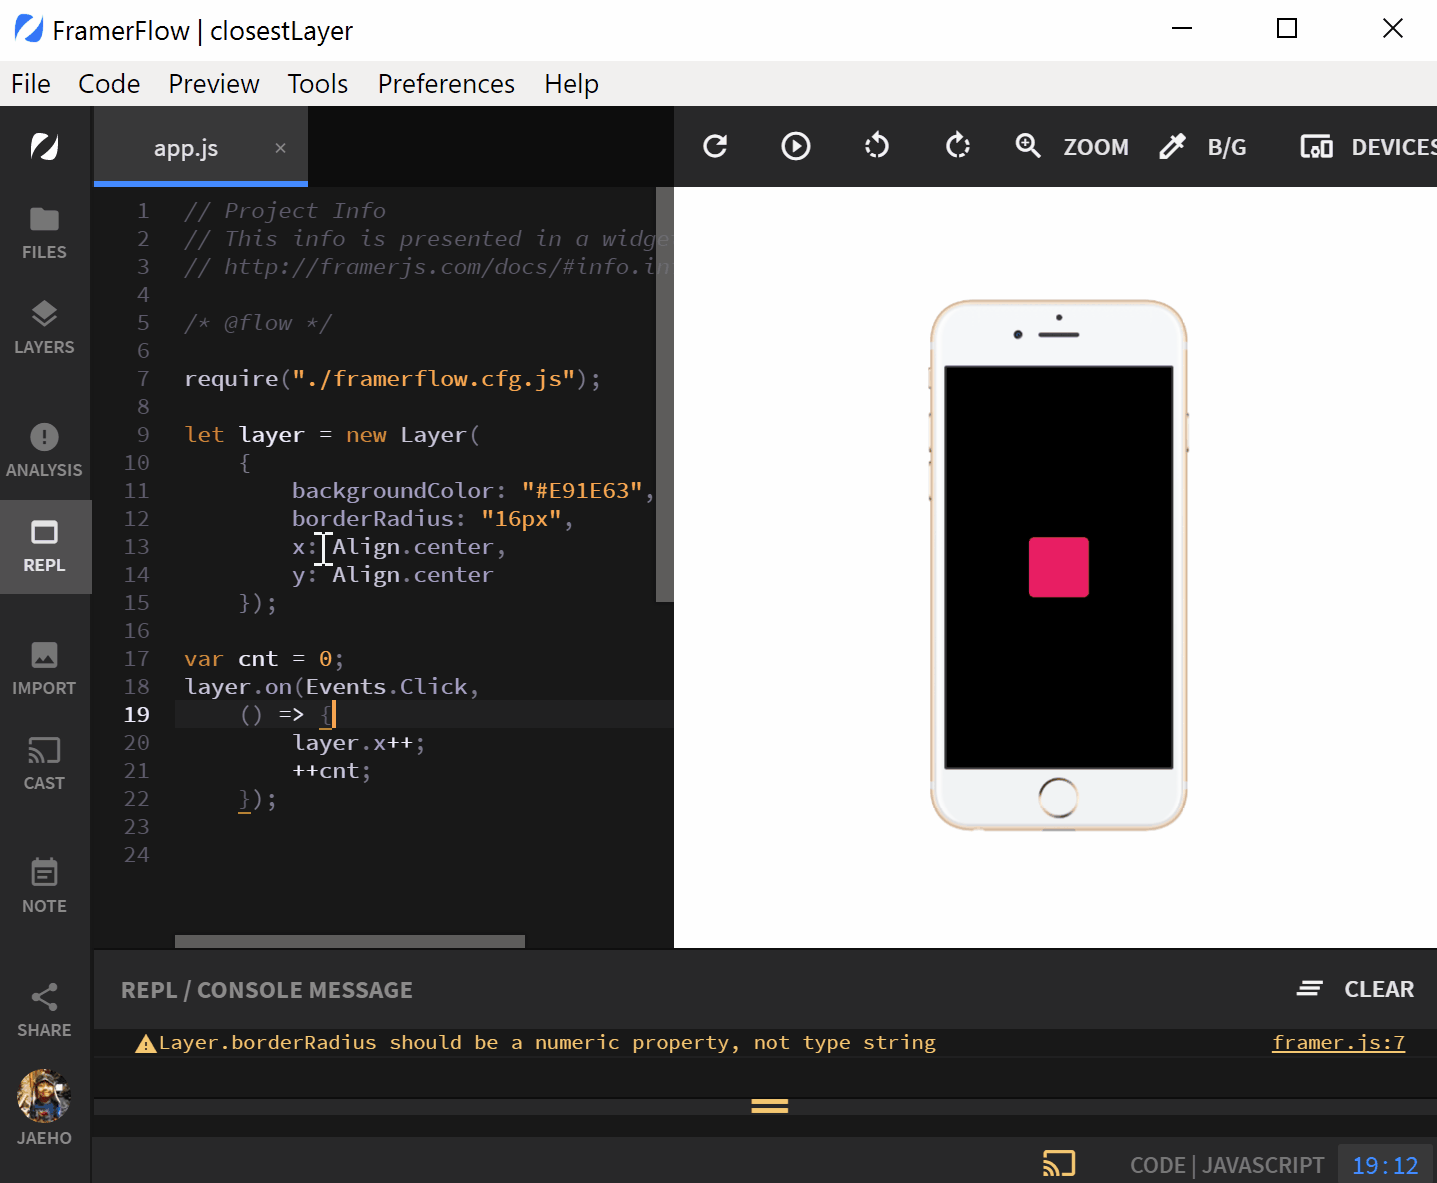 FramerFlow | closestLayer
File Code Preview Tools Preferences Help
app.js ×
ZOOM B/G DEVICES
FILES
LAYERS
ANALYSIS
REPL
IMPORT
CAST
NOTE
SHARE
JAEHO
1 // Project Info
2 // This info is presented in a widge
3 // http://framerjs.com/docs/#info.in
4
5 /* @flow */
6
7 require("./framerflow.cfg.js");
8
9 let layer = new Layer(
10 {
11 backgroundColor: "#E91E63",
12 borderRadius: "16px",
13 x: Align.center,
14 y: Align.center
15 });
16
17 var cnt = 0;
18 layer.on(Events.Click,
19 () => {
20 layer.x++;
21 ++cnt;
22 });
23
24
REPL / CONSOLE MESSAGE CLEAR
Layer.borderRadius should be a numeric property, not type string framer.js:7
CODE | JAVASCRIPT 19:12